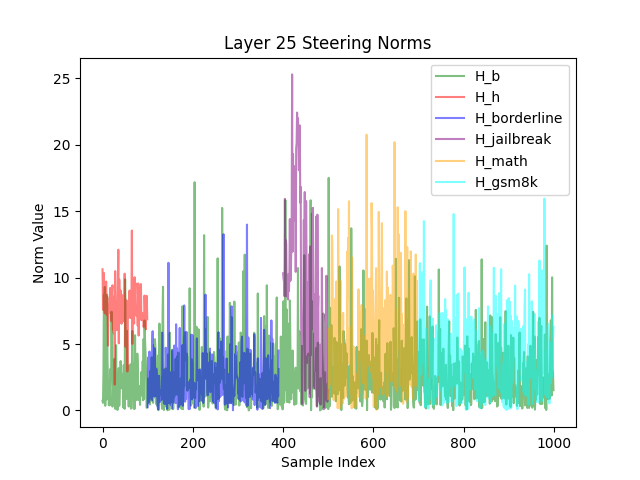 Layer 25 Steering Norms
Norm Value
25
20
15
10
5
0
H_b
H_h
H_borderline
H_jailbreak
H_math
H_gsm8k
0 200 400 600 800 1000
Sample Index